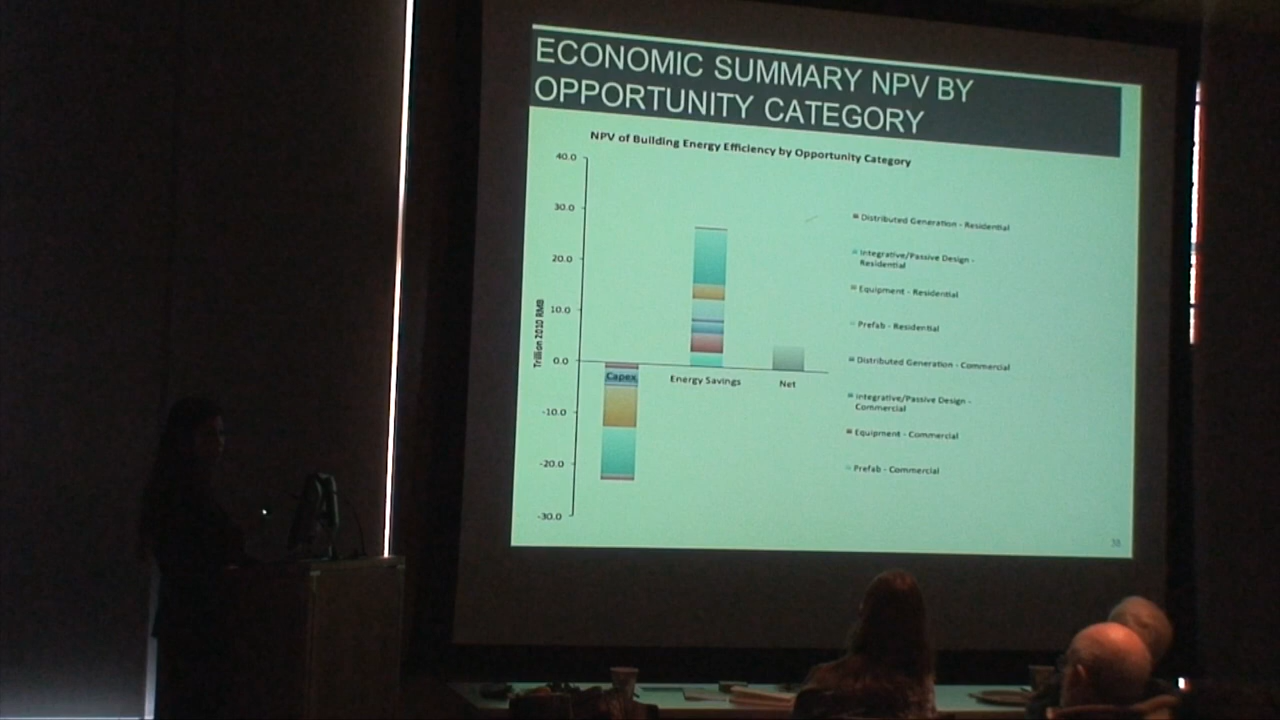 ECONOMIC SUMMARY NPV BY
OPPORTUNITY CATEGORY
NPV of Building Energy Efficiency by Opportunity Category
40.0
30.0
20.0
10.0
0.0
-10.0
-20.0
-30.0
Trillion 2010 RMB
Capex
Energy Savings
Net
Distributed Generation - Residential
Integrative/Passive Design -
Residential
Equipment - Residential
Prefab - Residential
Distributed Generation - Commercial
Integrative/Passive Design -
Commercial
Equipment - Commercial
Prefab - Commercial
38